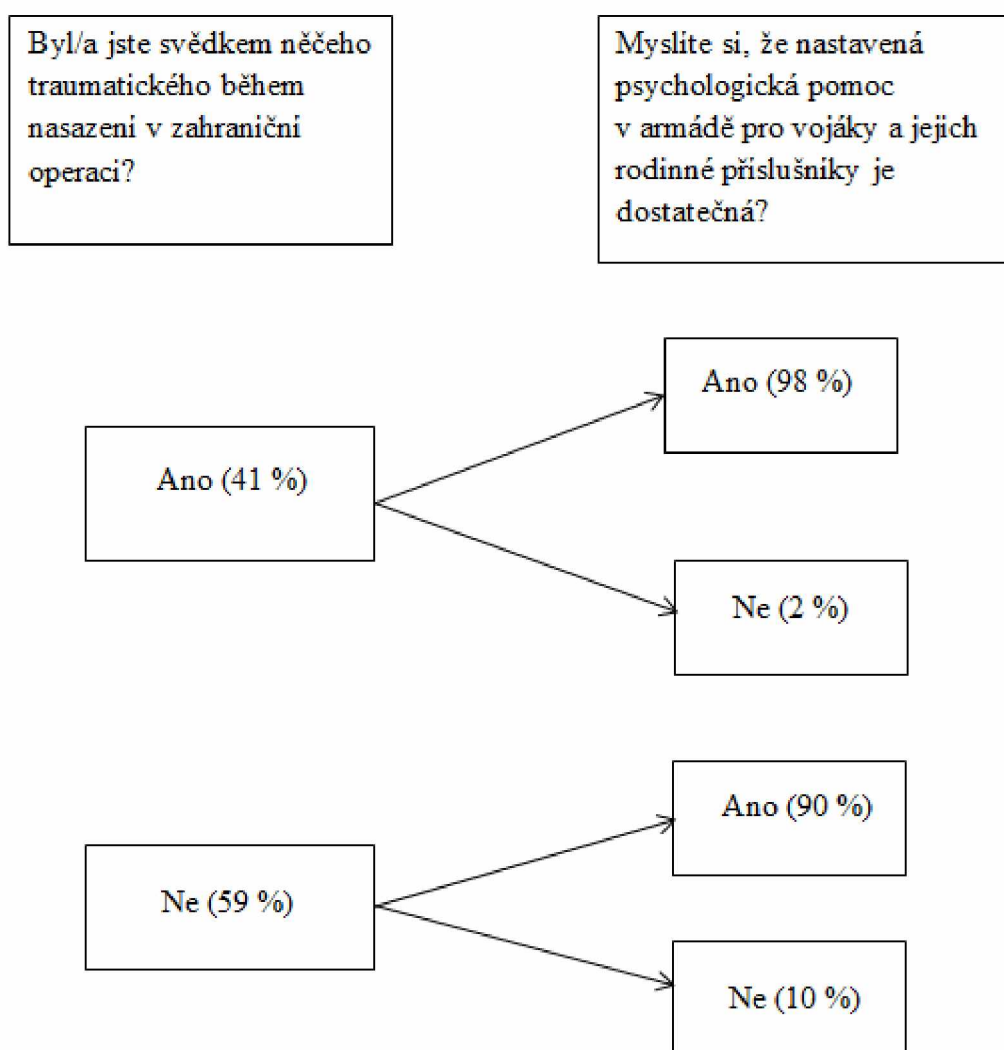 Byl/a jste svědkem něčeho
traumatického během
nasazení v zahraniční
operaci?
Myslíte si, že nastavená
psychologická pomoc
v armádě pro vojáky a jejich
rodinné příslušníky je
dostatečná?
Ano (98 %)
Ano (41 %)
Ne (2 %)
Ano (90 %)
Ne (59 %)
Ne (10 %)